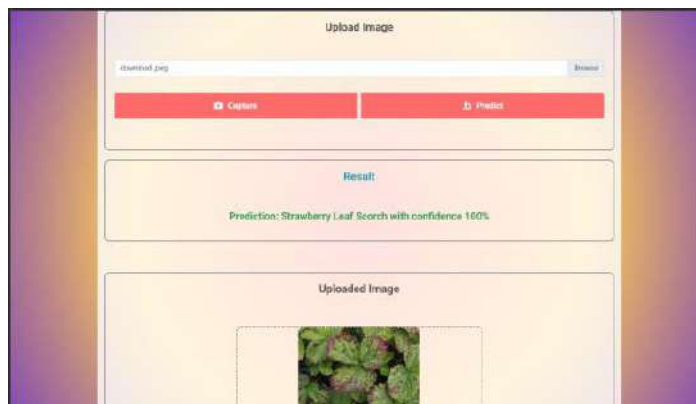 Upload Image
download.jpeg
Browse
Capture
Predict
Result
Prediction: Strawberry Leaf Scorch with confidence 100%
Uploaded Image